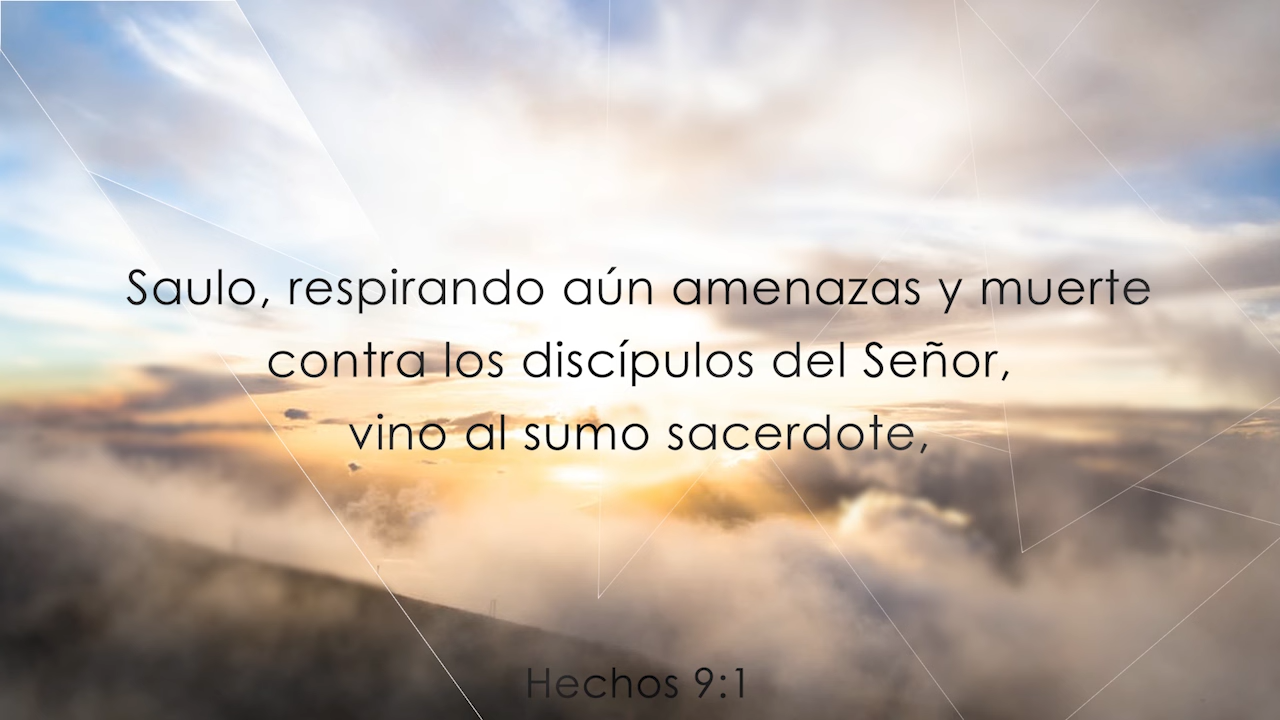 Saulo, respirando aún amenazas y muerte
contra los discípulos del Señor,
vino al sumo sacerdote,
Hechos 9:1